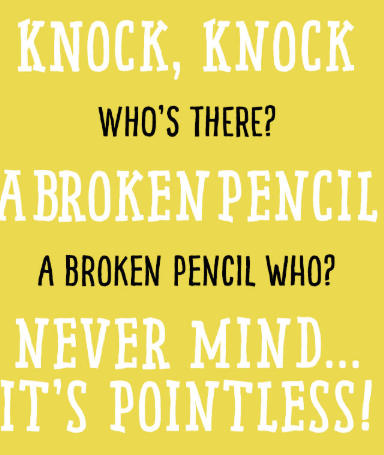 KNOCK, KNOCK
WHO'S THERE?
A BROKEN PENCIL
A BROKEN PENCIL WHO?
NEVER MIND...
IT'S POINTLESS!